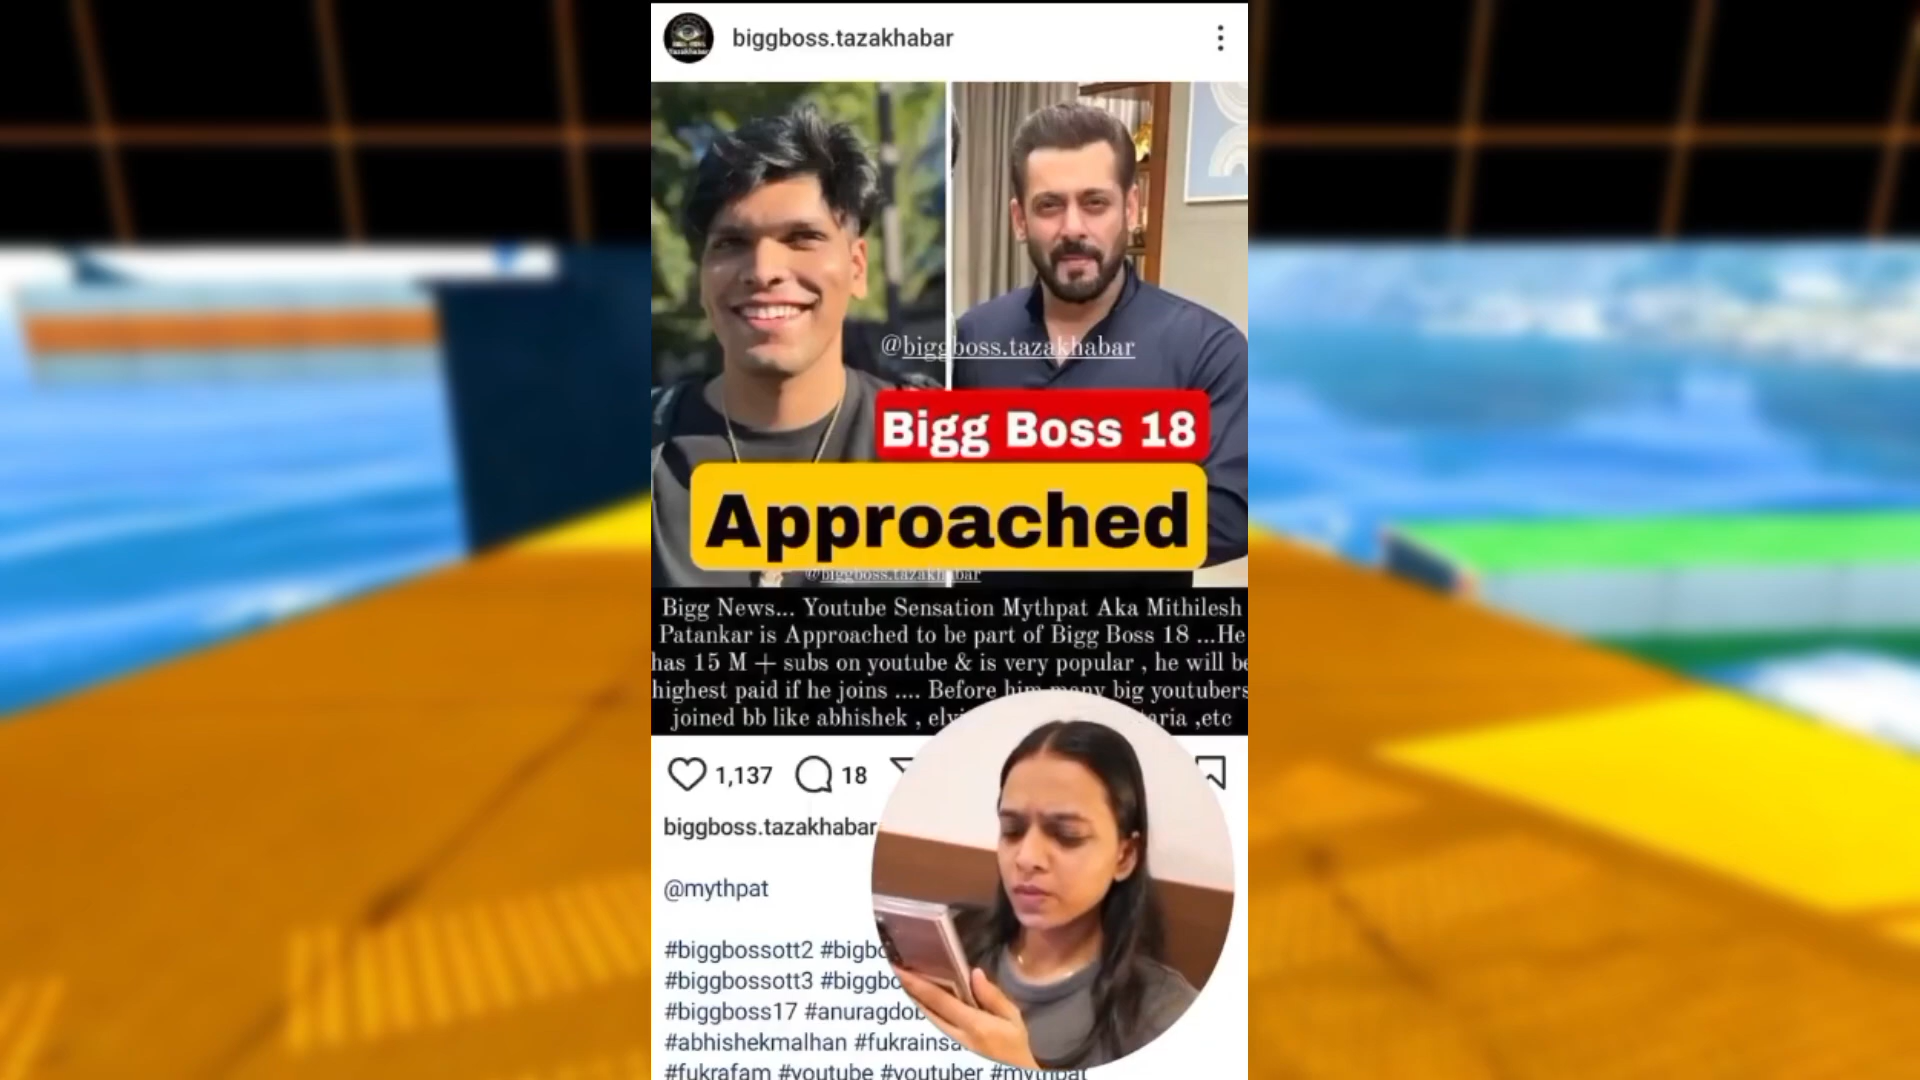 biggboss.tazakhabar
@biggboss.tazakhabar
Bigg Boss 18
Approached
@biggboss.tazakhabar
Bigg News... Youtube Sensation Mythpat Aka Mithilesh
Patankar is Approached to be part of Bigg Boss 18 ...He
has 15 M + subs on youtube & is very popular , he will be
highest paid if he joins .... Before him many big youtubers
joined bb like abhishek , ,etc
1,137 18
biggboss.tazakhabar
@mythpat
#biggbossott2
#biggbossott3
#biggboss17
#abhishekmalhan
#fukrafam #youtube #youtuber #mythpat